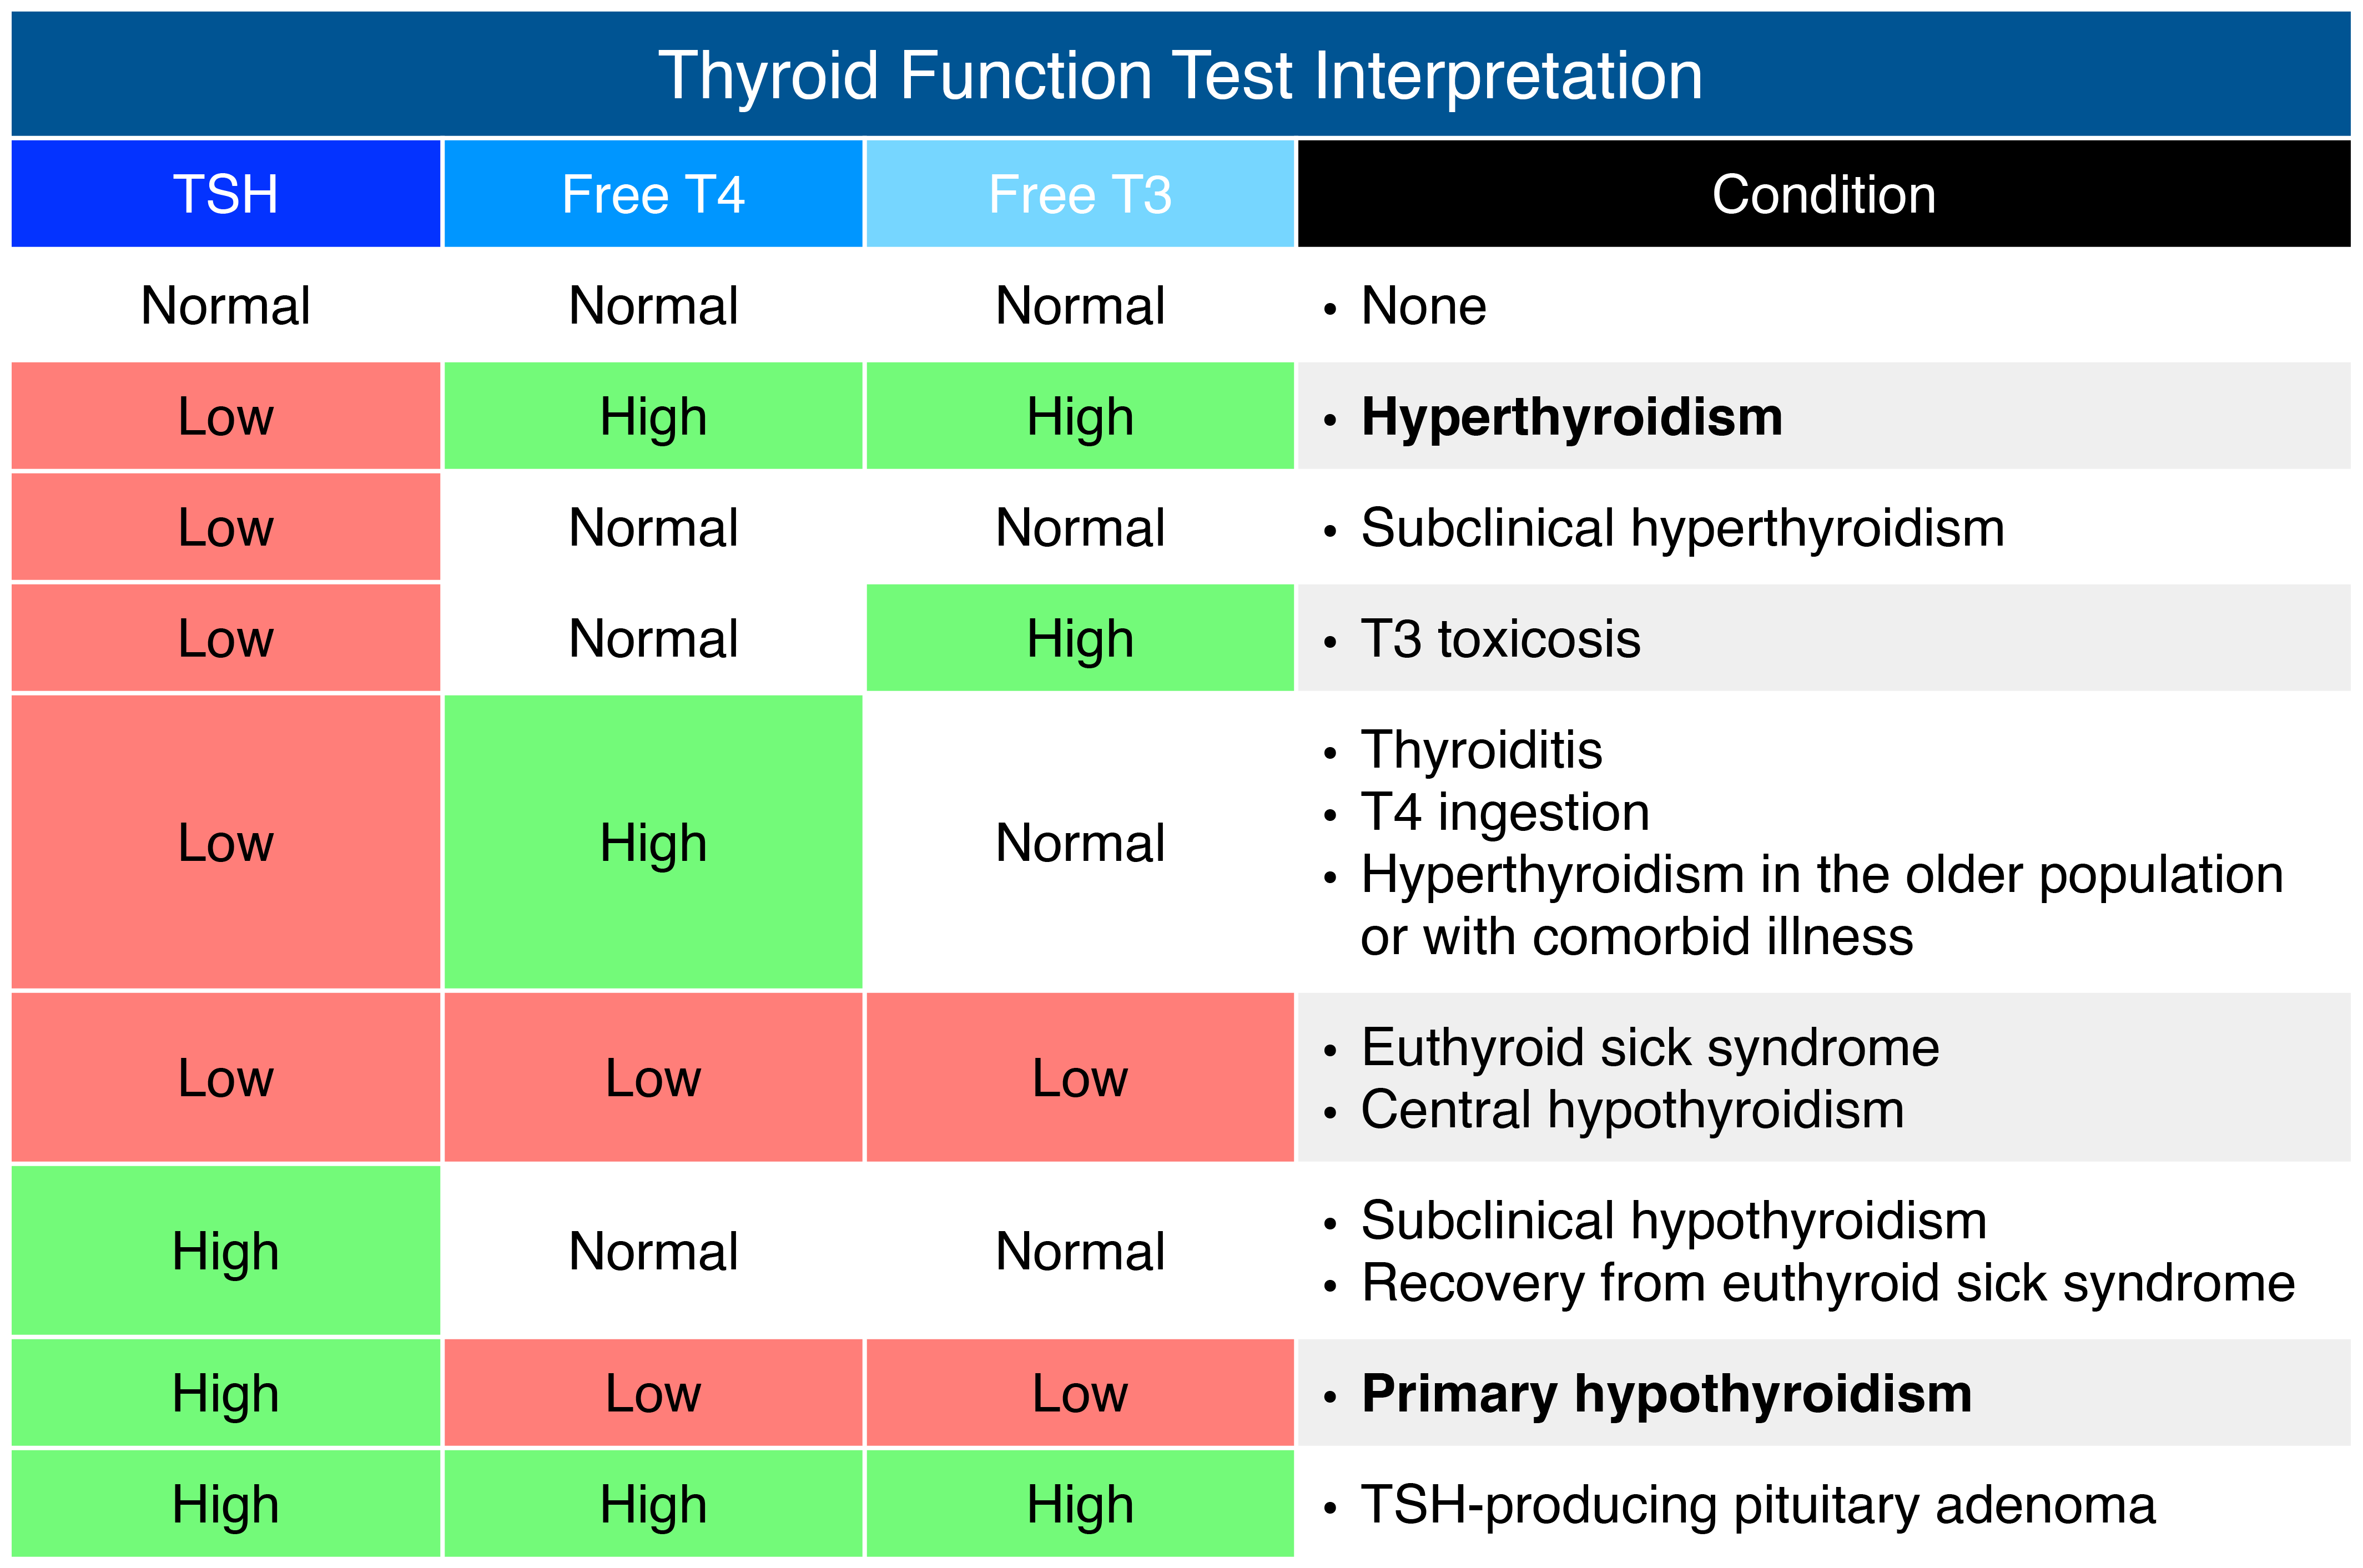 Thyroid Function Test Interpretation
TSH Free T4 Free T3 Condition
Normal Normal Normal • None
Low High High • Hyperthyroidism
Low Normal Normal • Subclinical hyperthyroidism
Low Normal High • T3 toxicosis
Low High Normal • Thyroiditis
• T4 ingestion
• Hyperthyroidism in the older population
or with comorbid illness
Low Low Low • Euthyroid sick syndrome
• Central hypothyroidism
High Normal Normal • Subclinical hypothyroidism
• Recovery from euthyroid sick syndrome
High Low Low • Primary hypothyroidism
High High High • TSH-producing pituitary adenoma